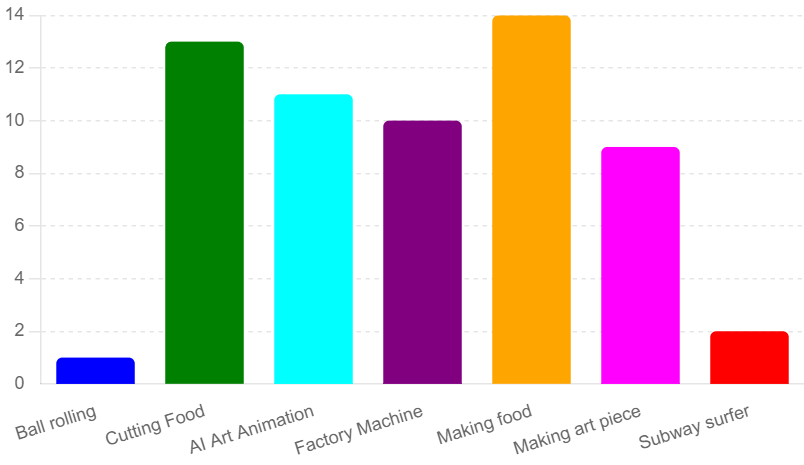 14
12
10
8
6
4
2
0
Ball rolling
Cutting Food
AI Art Animation
Factory Machine
Making food
Making art piece
Subway surfer